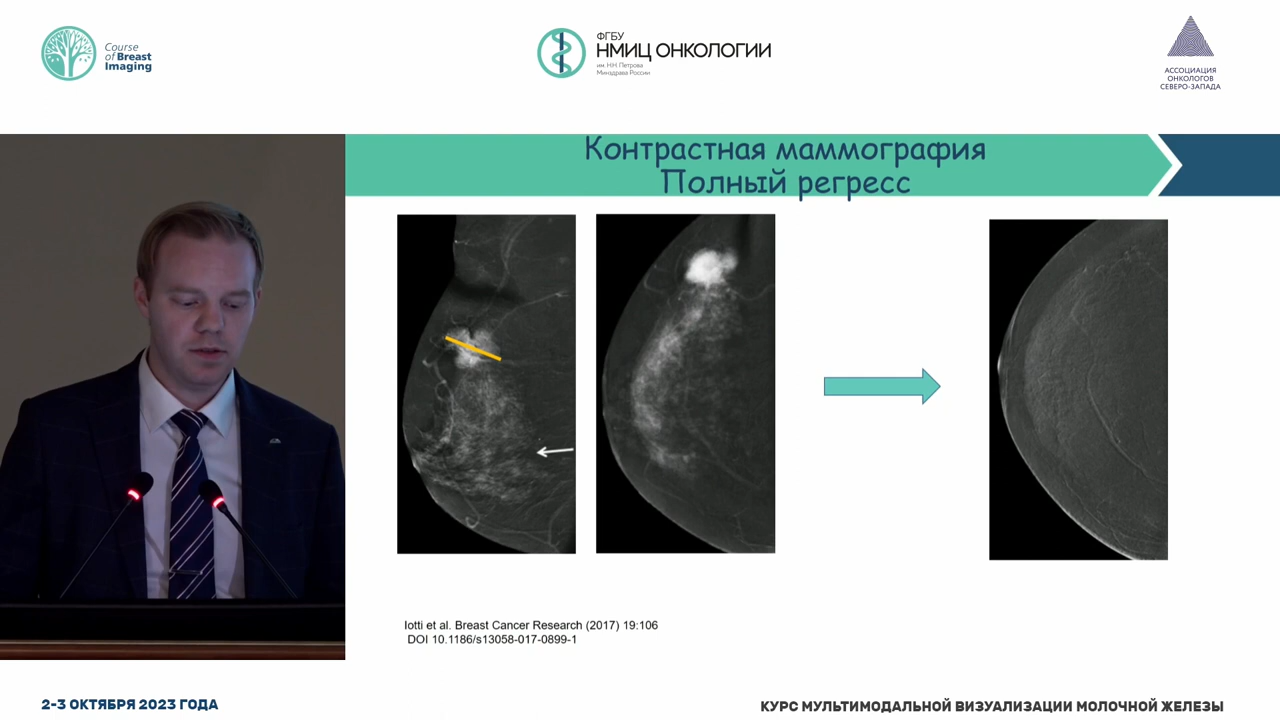 Course
of Breast
Imaging
ФГБУ
НМИЦ ОНКОЛОГИИ
им. Н.Н. Петрова
Минздрава России
АССОЦИАЦИЯ
ОНКОЛОГОВ
СЕВЕРО-ЗАПАДА
Контрастная маммография
Полный регресс
Iotti et al. Breast Cancer Research (2017) 19:106
DOI 10.1186/s13058-017-0899-1
2-3 ОКТЯБРЯ 2023 ГОДА
КУРС МУЛЬТИМОДАЛЬНОЙ ВИЗУАЛИЗАЦИИ МОЛОЧНОЙ ЖЕЛЕЗЫ